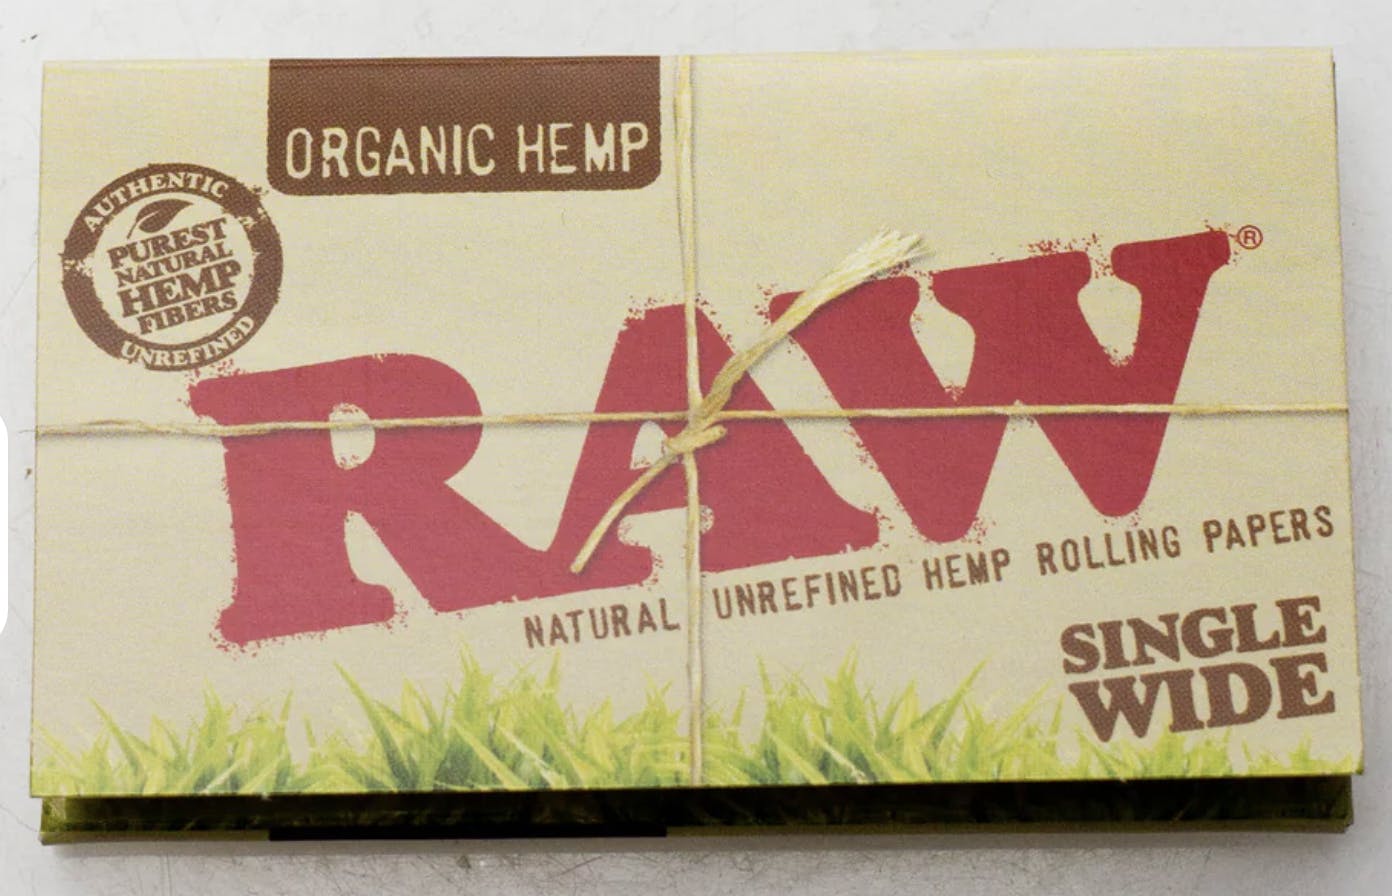 ORGANIC HEMP
AUTHENTIC
PUREST
NATURAL
HEMP
FIBERS
UNREFINED
RAW®
NATURAL UNREFINED HEMP ROLLING PAPERS
SINGLE
WIDE